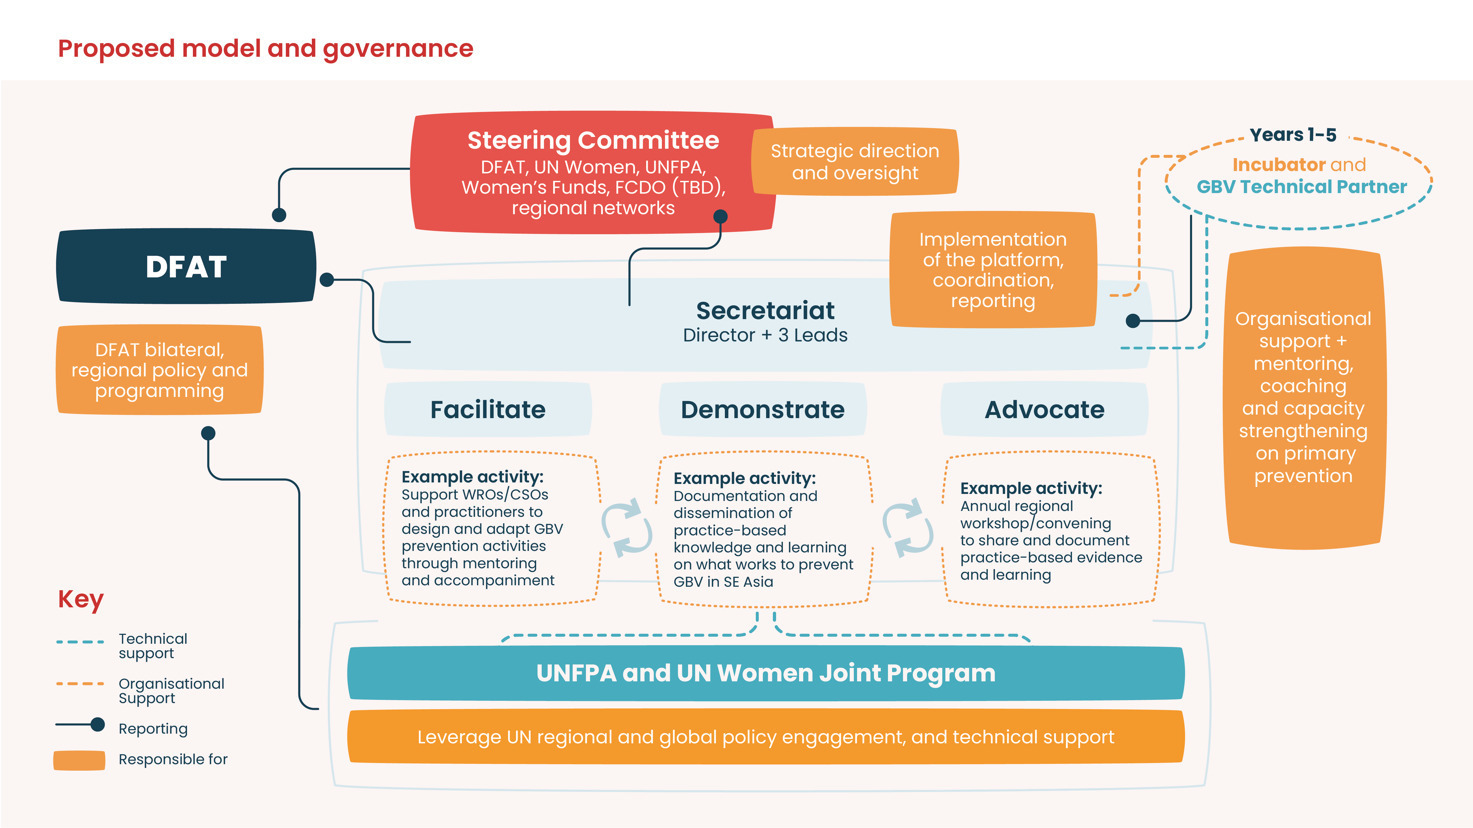 Proposed model and governance
Steering Committee
DFAT, UN Women, UNFPA,
Women's Funds, FCDO (TBD),
regional networks
Strategic direction
and oversight
Years 1-5
Incubator and
GBV Technical Partner
DFAT
DFAT bilateral,
regional policy and
programming
Implementation
of the platform,
coordination,
reporting
Secretariat
Director + 3 Leads
Organisational
support +
mentoring,
coaching
and capacity
strengthening
on primary
prevention
Facilitate
Demonstrate
Advocate
Example activity:
Support WROs/CSOs
and practitioners to
design and adapt GBV
prevention activities
through mentoring
and accompaniment
Example activity:
Documentation and
dissemination of
practice-based
knowledge and learning
on what works to prevent
GBV in SE Asia
Example activity:
Annual regional
workshop/convening
to share and document
practice-based evidence
and learning
UNFPA and UN Women Joint Program
Leverage UN regional and global policy engagement, and technical support
Key
Technical
support
Organisational
Support
Reporting
Responsible for